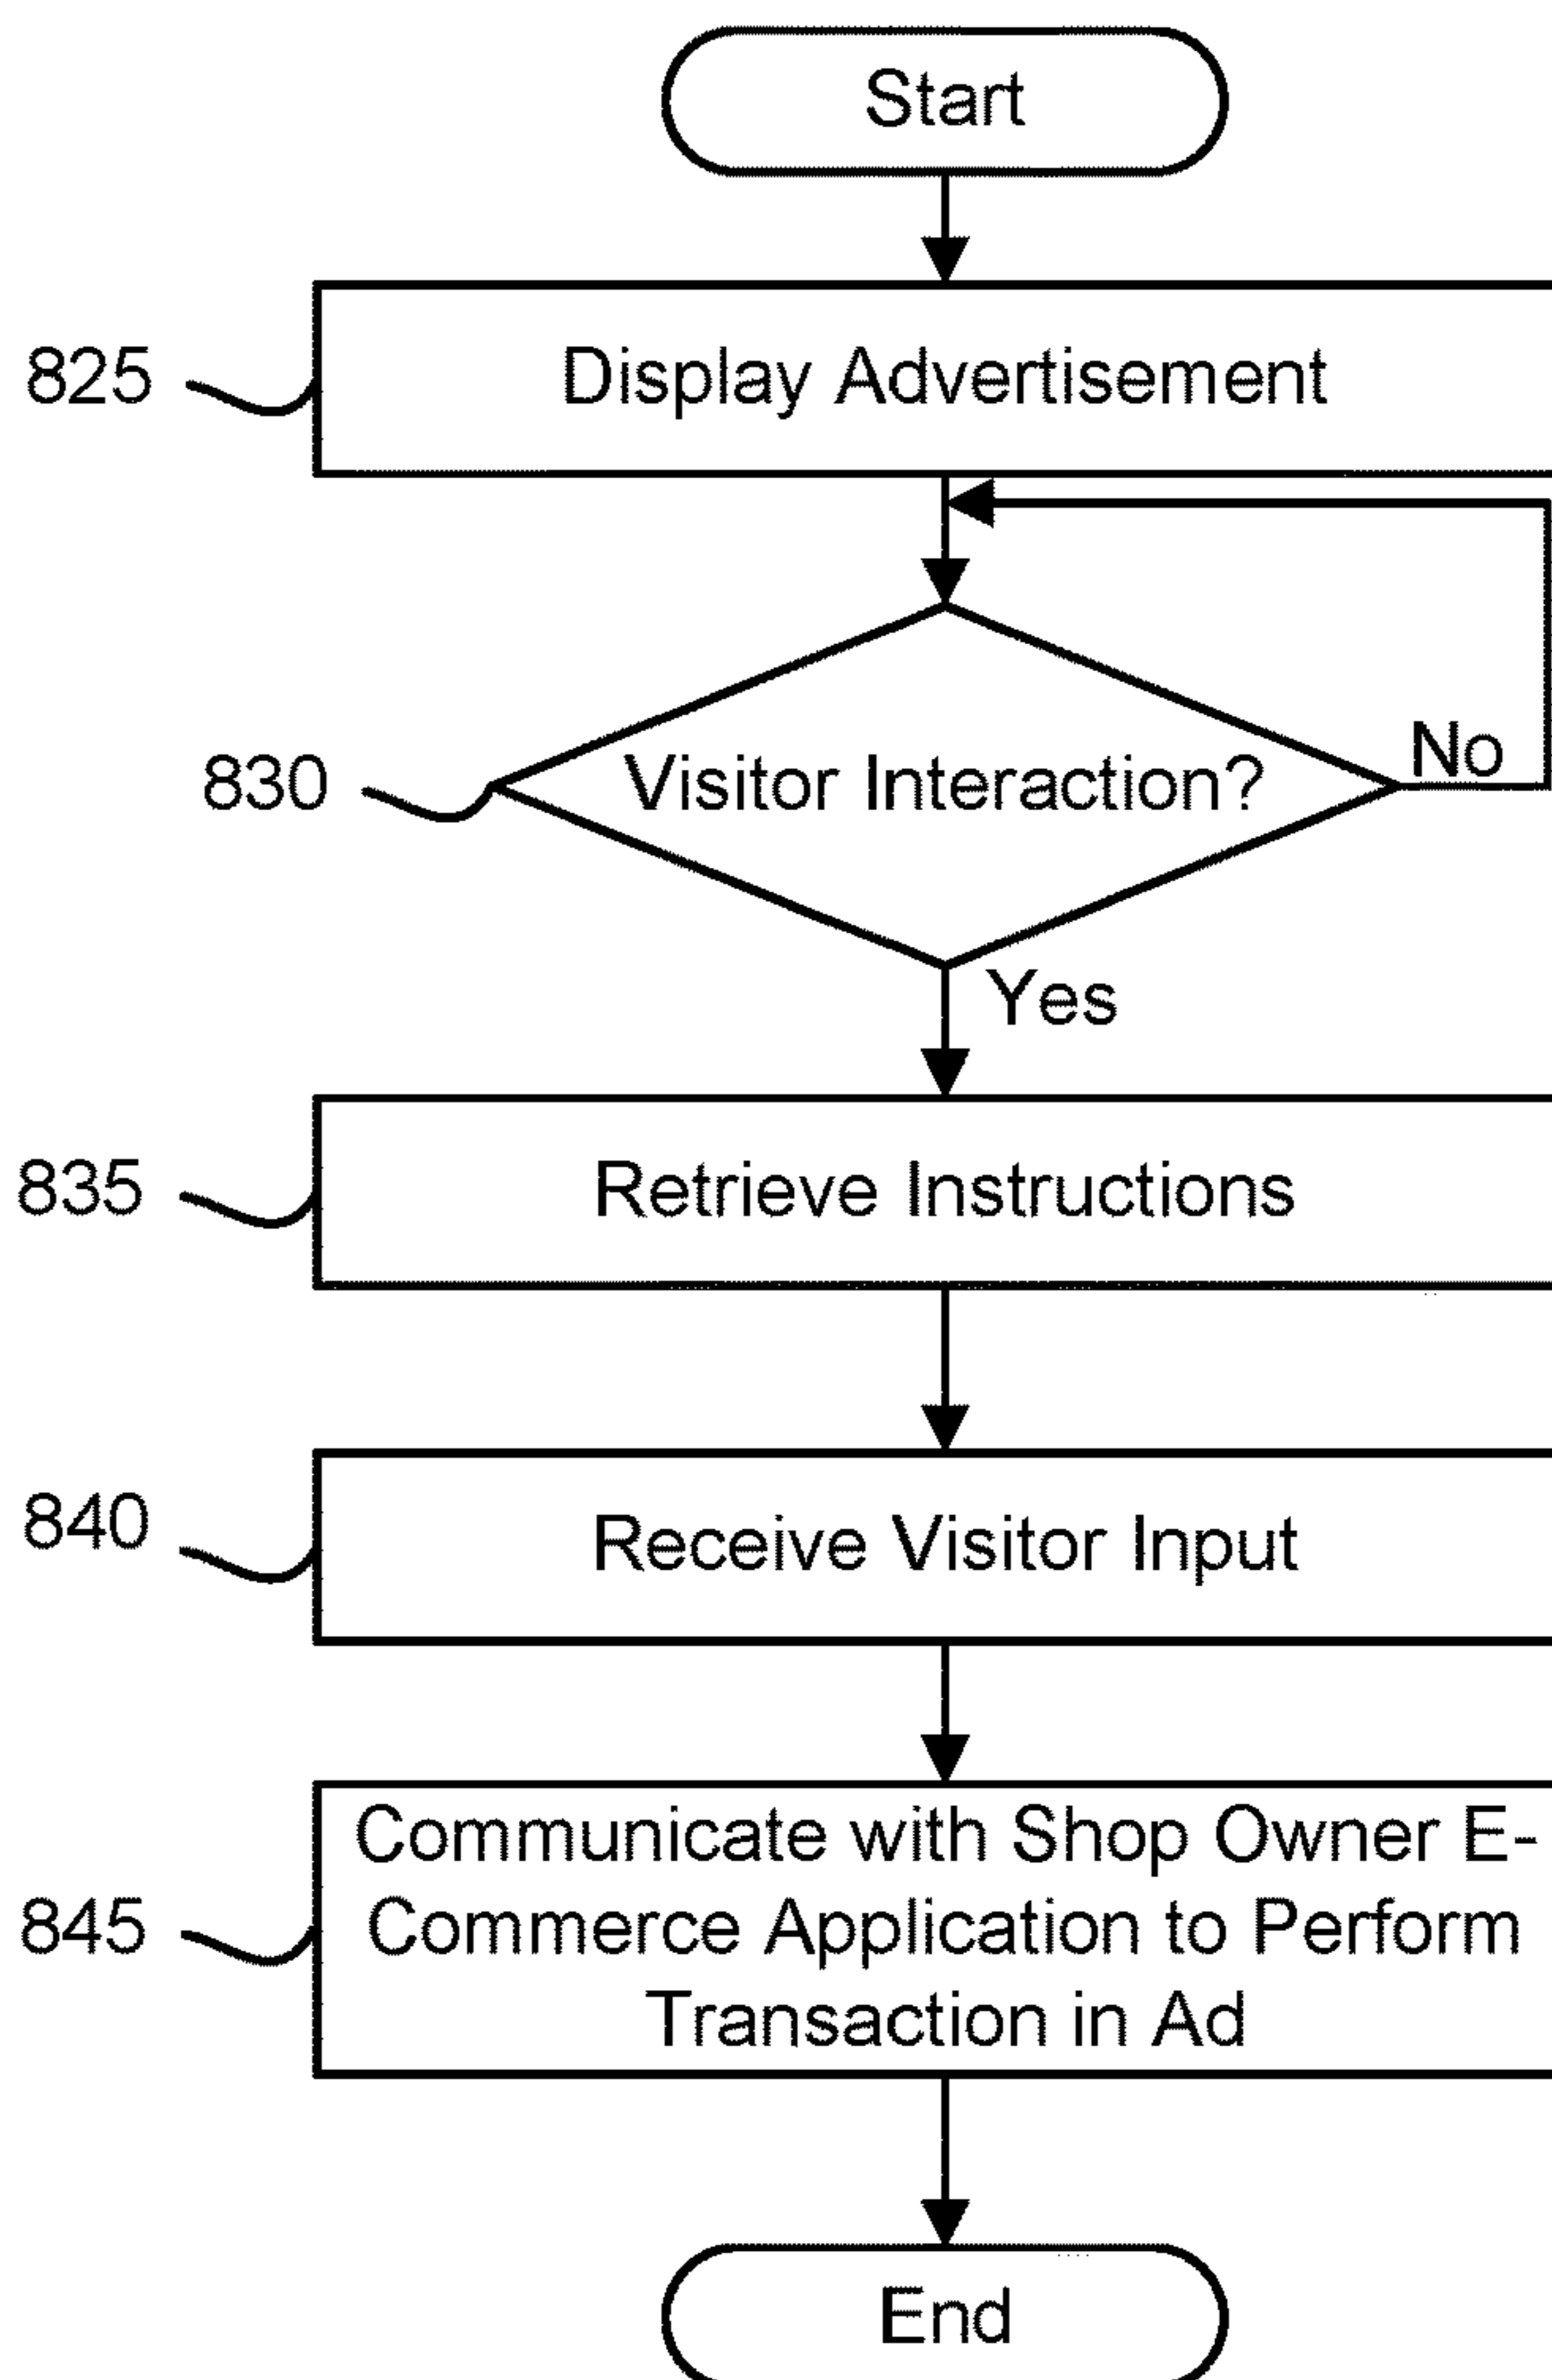 Start
825
Display Advertisement
830
Visitor Interaction?
No
Yes
835
Retrieve Instructions
840
Receive Visitor Input
845
Communicate with Shop Owner E-
Commerce Application to Perform
Transaction in Ad
End